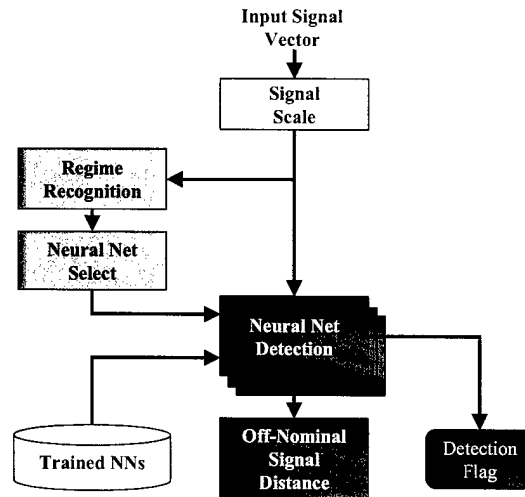 Input Signal
Vector
Signal
Scale
Regime
Recognition
Neural Net
Select
Neural Net
Detection
Trained NNs
Off-Nominal
Signal
Distance
Detection
Flag